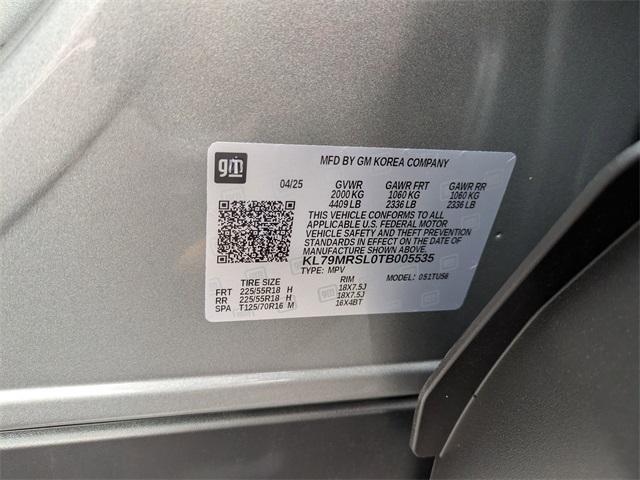 gm
MFD BY GM KOREA COMPANY
04/25 GVWR GAWR FRT GAWR RR
2000 KG 1060 KG 1060 KG
4409 LB 2336 LB 2336 LB
THIS VEHICLE CONFORMS TO ALL
APPLICABLE U.S. FEDERAL MOTOR
VEHICLE SAFETY AND THEFT PREVENTION
STANDARDS IN EFFECT ON THE DATE OF
MANUFACTURE SHOWN ABOVE.
KL79MRSL0TB005535
TYPE: MPV MODEL: 0S1TU58
TIRE SIZE RIM
FRT 225/55R18 H 18X7.5J
RR 225/55R18 H 18X7.5J
SPA T125/70R16 M 16X4BT